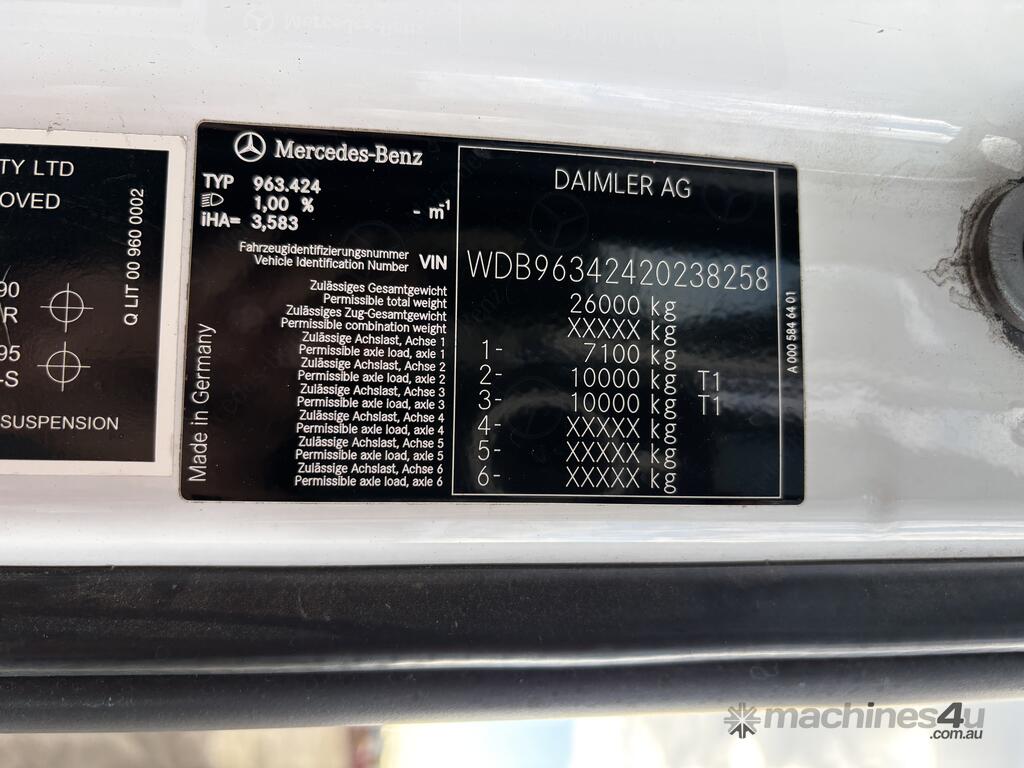 TY LTD
OVED
90
R
95
-S
SUSPENSION
Q LIT 00 960 0002
Mercedes-Benz
TYP 963.424
1,00 % - m-1
iHA= 3,583
Fahrzeugidentifizierungsnummer
Vehicle Identification Number VIN
Zulässiges Gesamtgewicht
Permissible total weight
Zulässiges Zug-Gesamtgewicht
Permissible combination weight
Zulässige Achslast, Achse 1
Permissible axle load, axle 1
Zulässige Achslast, Achse 2
Permissible axle load, axle 2
Zulässige Achslast, Achse 3
Permissible axle load, axle 3
Zulässige Achslast, Achse 4
Permissible axle load, axle 4
Zulässige Achslast, Achse 5
Permissible axle load, axle 5
Zulässige Achslast, Achse 6
Permissible axle load, axle 6
Made in Germany
DAIMLER AG
WDB96342420238258
26000 kg
XXXXX kg
1- 7100 kg
2- 10000 kg T1
3- 10000 kg T1
4- XXXXX kg
5- XXXXX kg
6- XXXXX kg
A 000 584 64 01
machines4u
.com.au